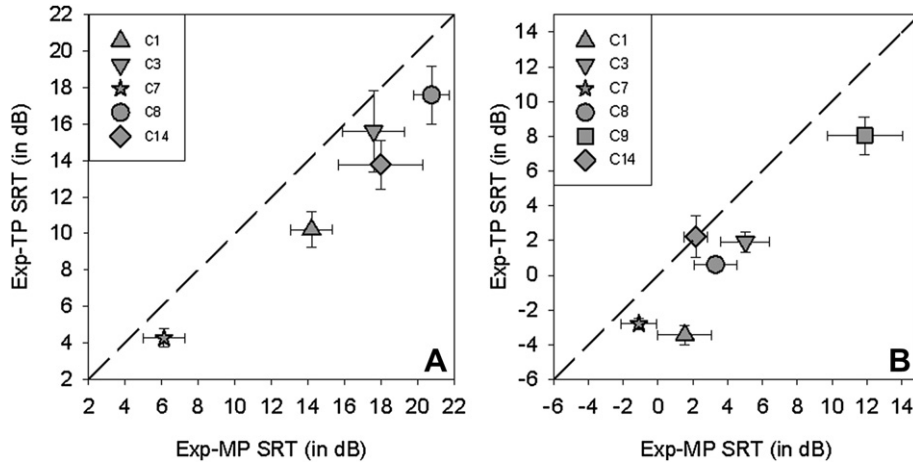 22
20
18
16
14
12
10
8
6
4
2
Exp-TP SRT (in dB)
C1
C3
C7
C8
C14
A
2 4 6 8 10 12 14 16 18 20 22
Exp-MP SRT (in dB)
14
12
10
8
6
4
2
0
-2
-4
-6
Exp-TP SRT (in dB)
C1
C3
C7
C8
C9
C14
B
-6 -4 -2 0 2 4 6 8 10 12 14
Exp-MP SRT (in dB)